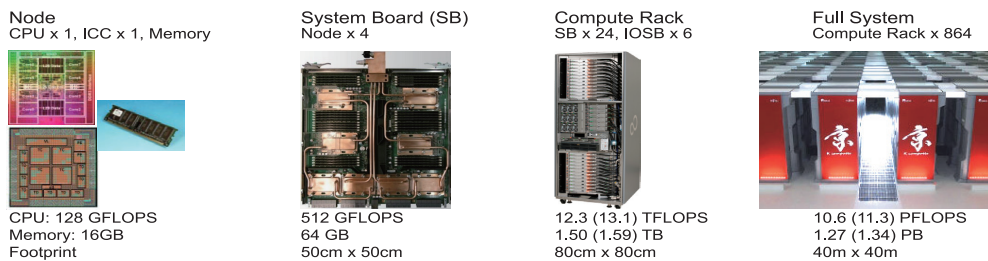 Node
CPU x 1, ICC x 1, Memory
System Board (SB)
Node x 4
Compute Rack
SB x 24, IOSB x 6
Full System
Compute Rack x 864
京
K computer
京
K computer
CPU: 128 GFLOPS
Memory: 16GB
Footprint
512 GFLOPS
64 GB
50cm x 50cm
12.3 (13.1) TFLOPS
1.50 (1.59) TB
80cm x 80cm
10.6 (11.3) PFLOPS
1.27 (1.34) PB
40m x 40m